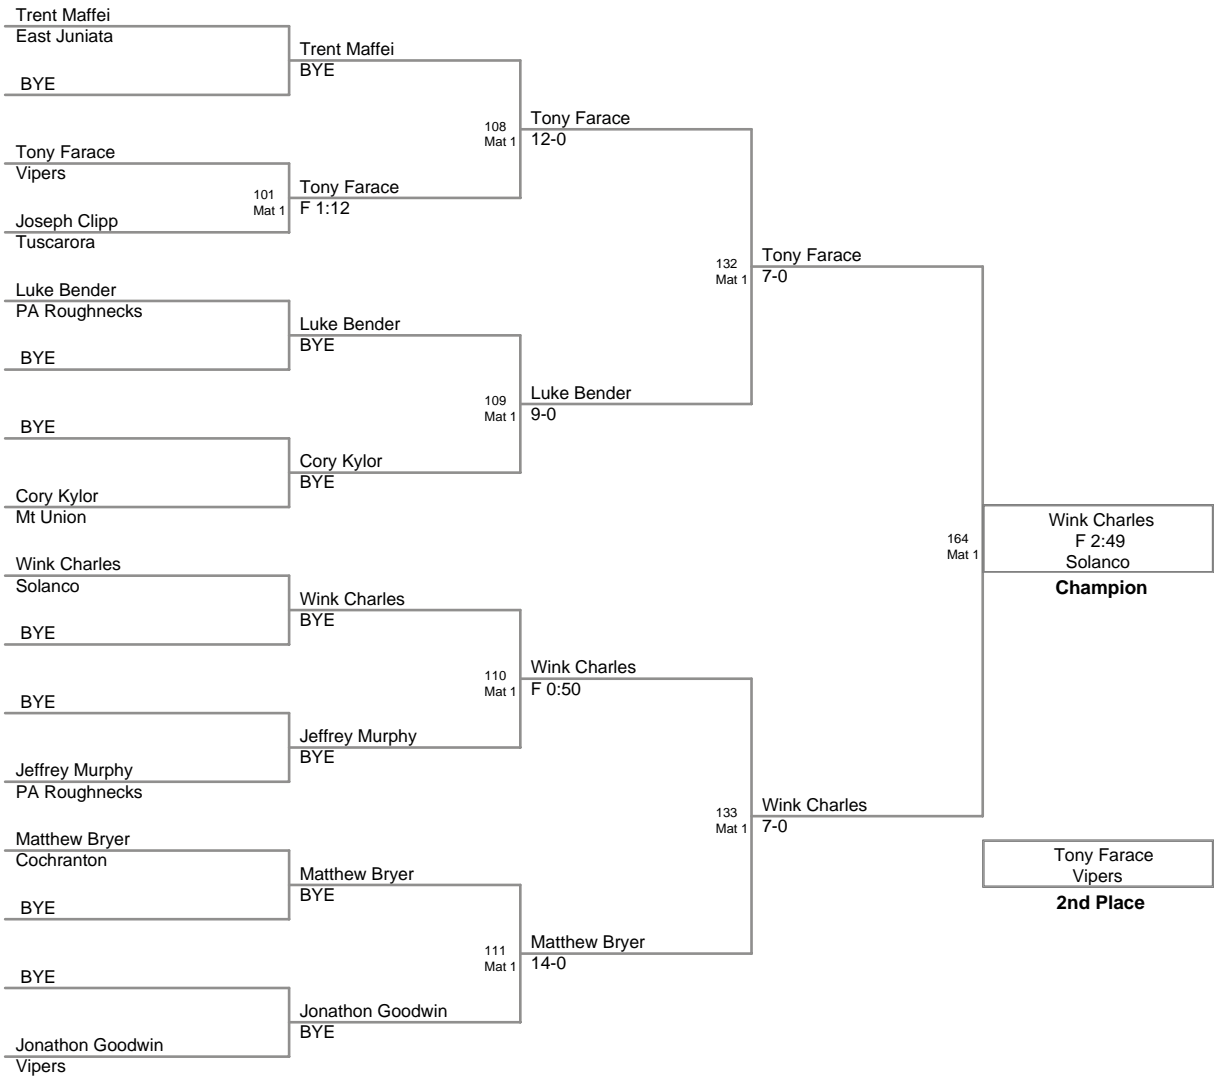 Trent Maffei
East Juniata
BYE
Tony Farace
Vipers
Joseph Clipp
Tuscarora
Luke Bender
PA Roughnecks
BYE
BYE
Cory Kylor
Mt Union
Wink Charles
Solanco
BYE
BYE
Jeffrey Murphy
PA Roughnecks
Matthew Bryer
Cochranton
BYE
BYE
Jonathon Goodwin
Vipers
Trent Maffei
BYE
101
Mat 1
Tony Farace
F 1:12
Luke Bender
BYE
Cory Kylor
BYE
Wink Charles
BYE
Jeffrey Murphy
BYE
Matthew Bryer
BYE
Jonathon Goodwin
BYE
108
Mat 1
Tony Farace
12-0
109
Mat 1
Luke Bender
9-0
110
Mat 1
Wink Charles
F 0:50
111
Mat 1
Matthew Bryer
14-0
132
Mat 1
Tony Farace
7-0
133
Mat 1
Wink Charles
7-0
164
Mat 1
Wink Charles
F 2:49
Solanco
Champion
Tony Farace
Vipers
2nd Place